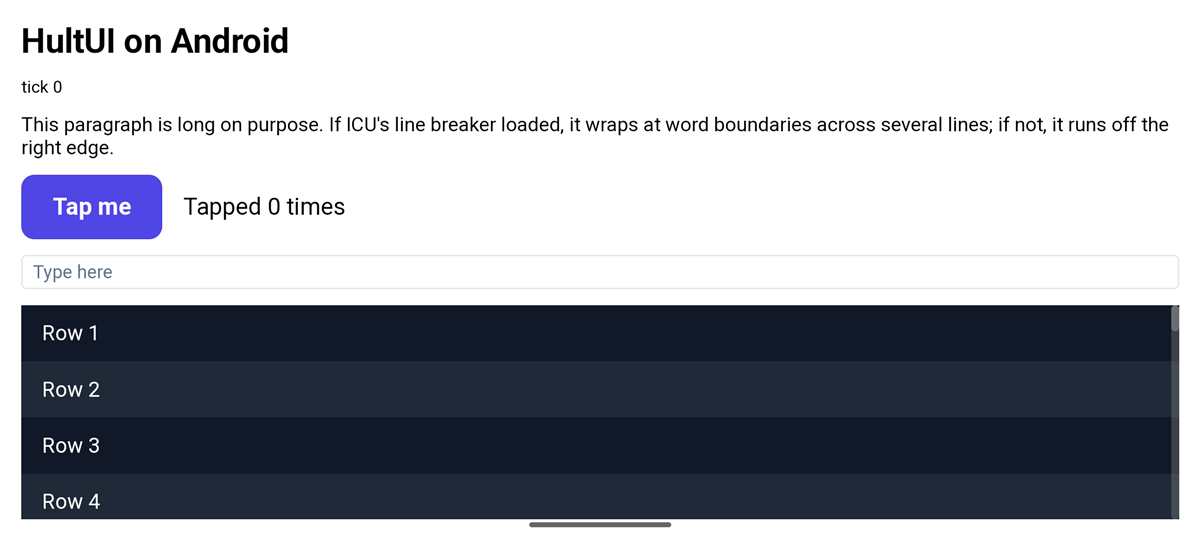 HultUI on Android
tick 0
This paragraph is long on purpose. If ICU's line breaker loaded, it wraps at word boundaries across several lines; if not, it runs off the
right edge.
Tap me
Tapped 0 times
Type here
Row 1
Row 2
Row 3
Row 4